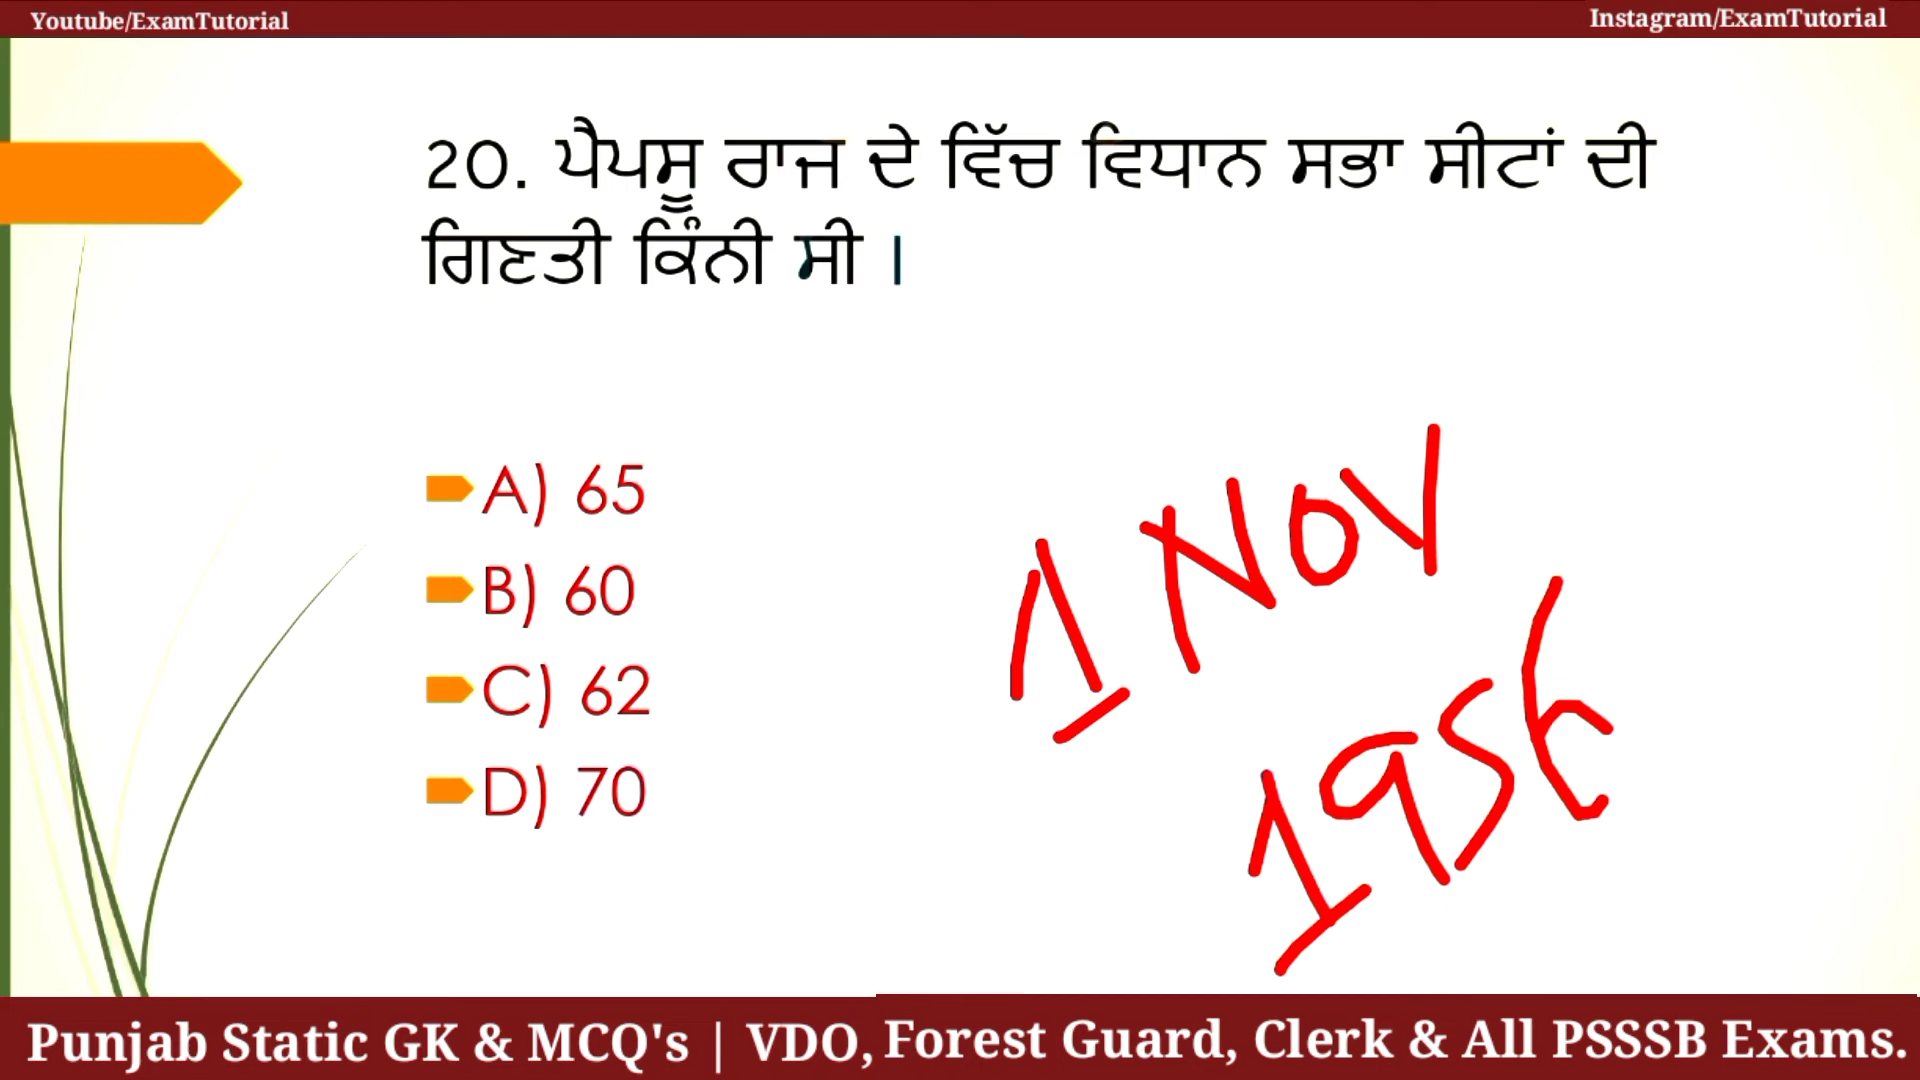 Youtube/ExamTutorial
Instagram/ExamTutorial
20. ਪੈਪਸੂ ਰਾਜ ਦੇ ਵਿੱਚ ਵਿਧਾਨ ਸਭਾ ਸੀਟਾਂ ਦੀ
ਗਿਣਤੀ ਕਿੰਨੀ ਸੀ ।
A) 65
B) 60
C) 62
D) 70
1 NOV
1956
Punjab Static GK & MCQ's | VDO, Forest Guard, Clerk & All PSSSB Exams.